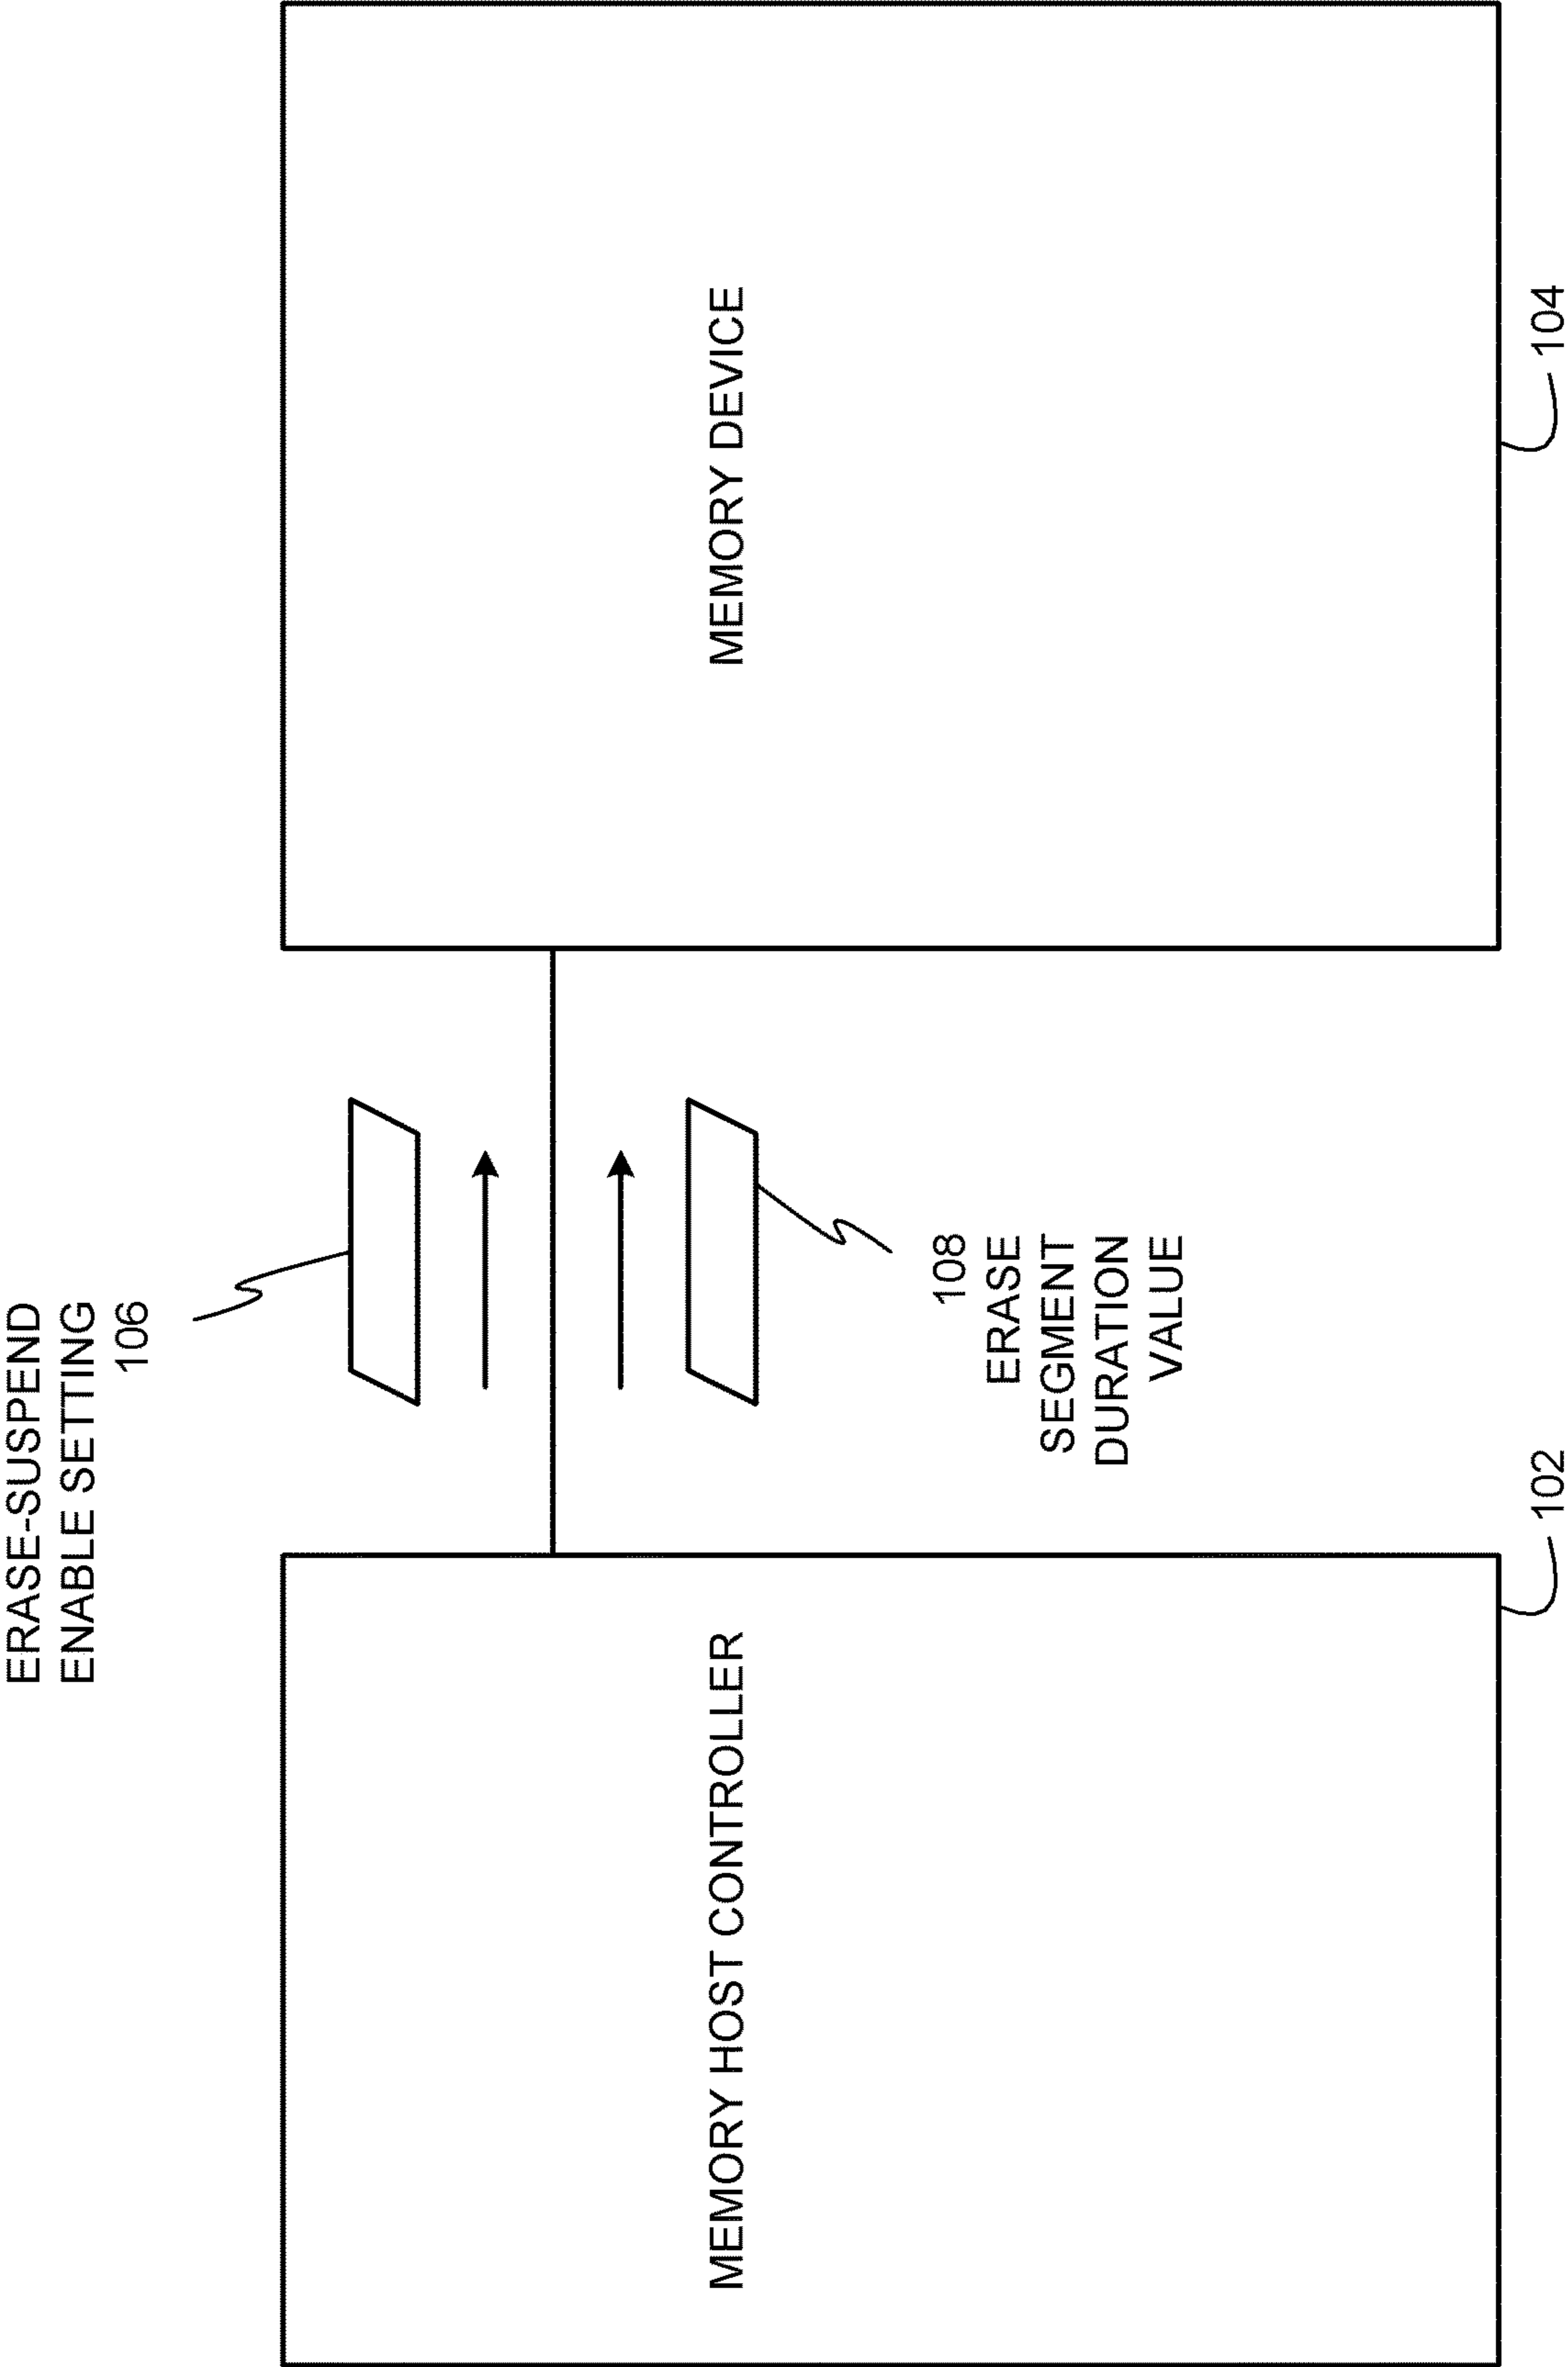 ERASE-SUSPEND
ENABLE SETTING
106
MEMORY HOST CONTROLLER
MEMORY DEVICE
108
ERASE
SEGMENT
DURATION
VALUE
102
104